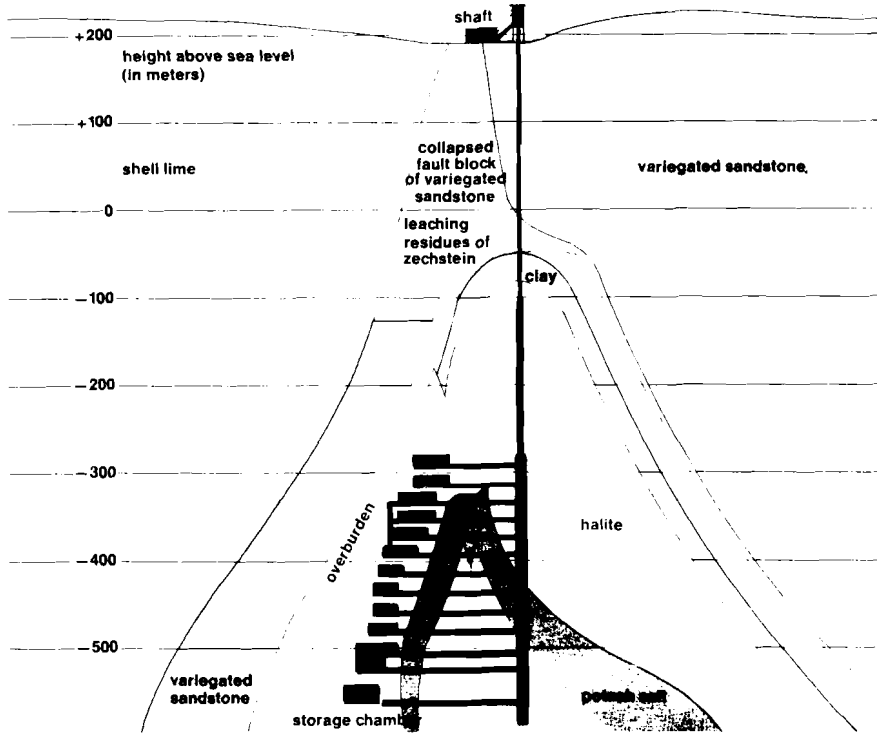 shaft
+200
height above sea level
(in meters)
+100
collapsed
fault block
of variegated
sandstone
shell lime
variegated sandstone.
0
leaching
residues of
zechstein
clay
−100
−200
−300
overburden
halite
−400
−500
variegated
sandstone
potash salt
storage chamber